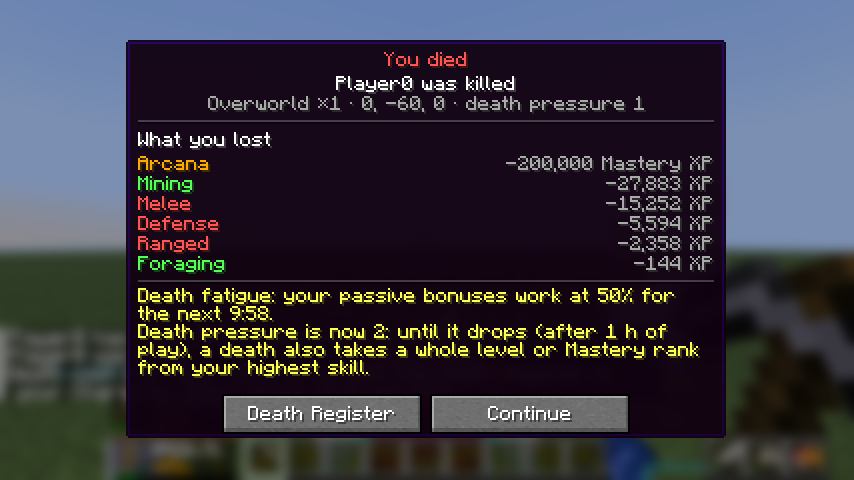 You died
Player0 was killed
Overworld ×1 · 0, -60, 0 · death pressure 1
What you lost
Arcana -200,000 Mastery XP
Mining -27,883 XP
Melee -15,252 XP
Defense -5,594 XP
Ranged -2,358 XP
Foraging -144 XP
Death fatigue: your passive bonuses work at 50% for
the next 9:58.
Death pressure is now 2: until it drops (after 1 h of
play), a death also takes a whole level or Mastery rank
from your highest skill.
Death Register Continue